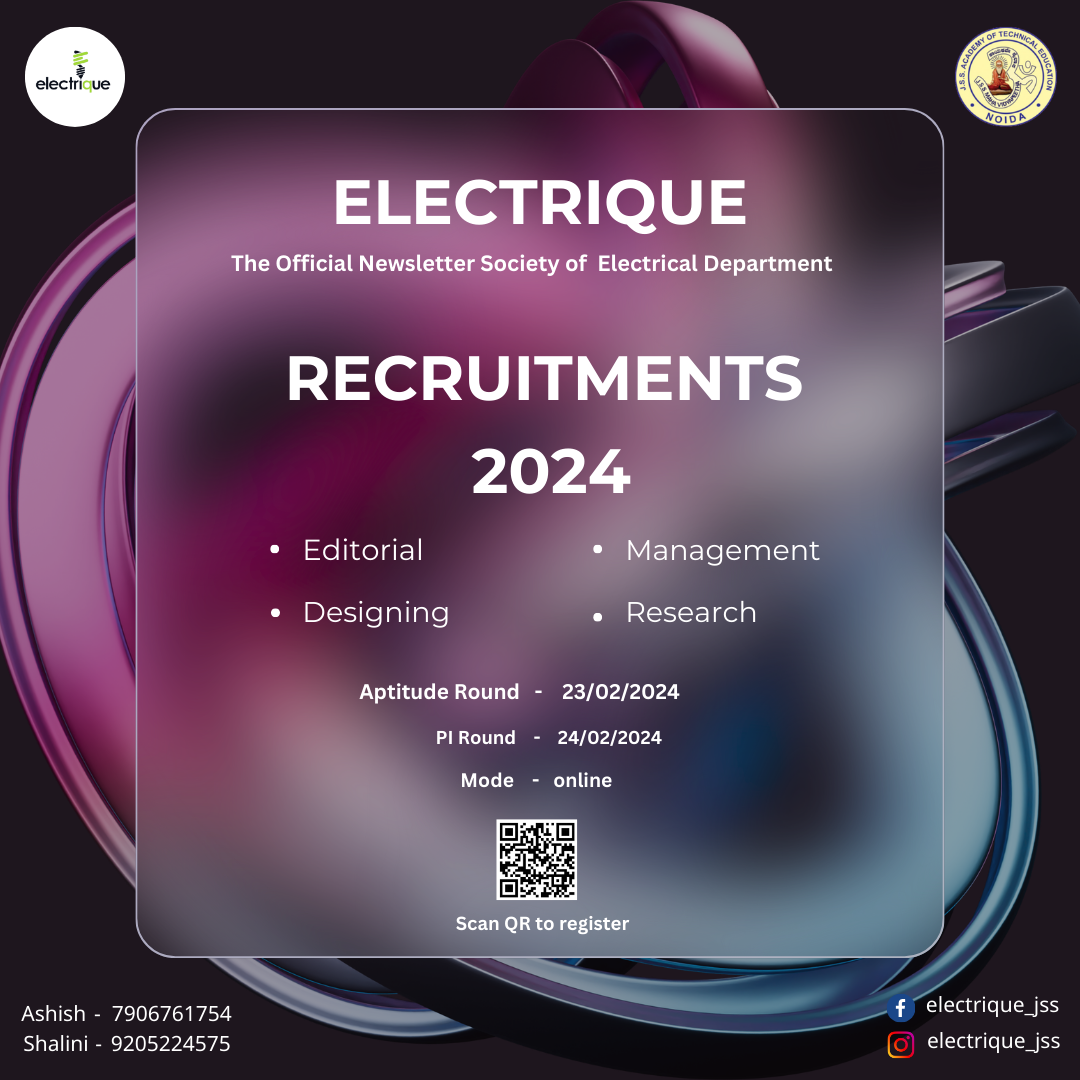 electrique
J.S.S. ACADEMY OF TECHNICAL EDUCATION
NOIDA
ELECTRIQUE
The Official Newsletter Society of Electrical Department
RECRUITMENTS
2024
• Editorial
• Management
• Designing
• Research
Aptitude Round - 23/02/2024
PI Round - 24/02/2024
Mode - online
Scan QR to register
Ashish - 7906761754
Shalini - 9205224575
electrique_jss
electrique_jss